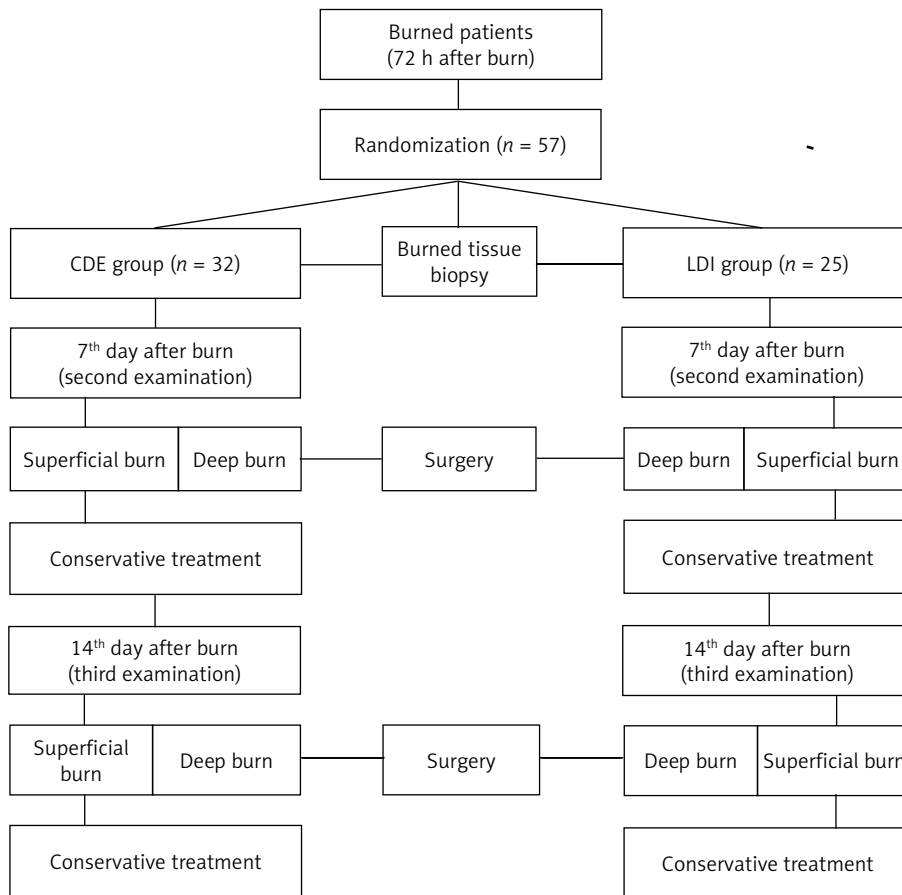 Burned patients
(72 h after burn)
Randomization (n = 57)
CDE group (n = 32)
Burned tissue
biopsy
LDI group (n = 25)
7th day after burn
(second examination)
7th day after burn
(second examination)
Superficial burn
Deep burn
Surgery
Deep burn
Superficial burn
Conservative treatment
Conservative treatment
14th day after burn
(third examination)
14th day after burn
(third examination)
Superficial
burn
Deep burn
Surgery
Deep burn
Superficial burn
Conservative treatment
Conservative treatment